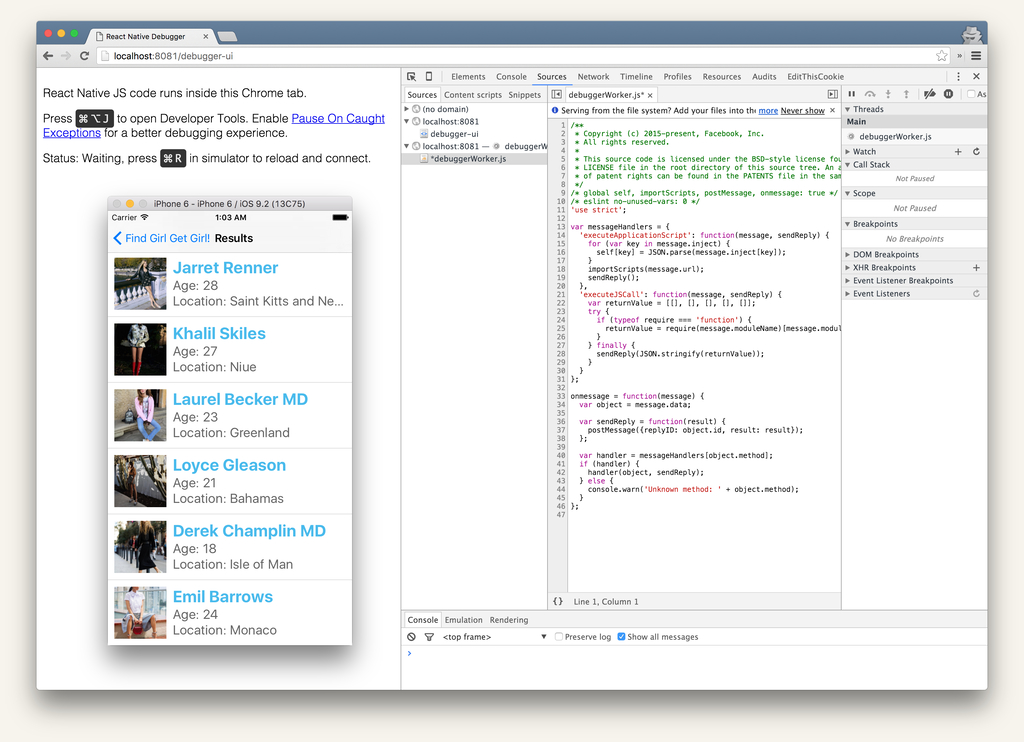 React Native Debugger
localhost:8081/debugger-ui
React Native JS code runs inside this Chrome tab.
Press ⌘⌥J to open Developer Tools. Enable Pause On Caught
Exceptions for a better debugging experience.
Status: Waiting, press ⌘R in simulator to reload and connect.
iPhone 6 - iPhone 6 / iOS 9.2 (13C75)
Carrier 1:03 AM
Find Girl Get Girl! Results
Jarret Renner
Age: 28
Location: Saint Kitts and Ne...
Khalil Skiles
Age: 27
Location: Niue
Laurel Becker MD
Age: 23
Location: Greenland
Loyce Gleason
Age: 21
Location: Bahamas
Derek Champlin MD
Age: 18
Location: Isle of Man
Emil Barrows
Age: 24
Location: Monaco
Elements Console Sources Network Timeline Profiles Resources Audits EditThisCookie
Sources Content scripts Snippets
(no domain)
localhost:8081
debugger-ui
localhost:8081 — debuggerW
*debuggerWorker.js
debuggerWorker.js* ×
Serving from the file system? Add your files into the more Never show ×
1 /**
2 * Copyright (c) 2015-present, Facebook, Inc.
3 * All rights reserved.
4 *
5 * This source code is licensed under the BSD-style license fou
6 * LICENSE file in the root directory of this source tree. An a
7 * of patent rights can be found in the PATENTS file in the sam
8 */
9 /* global self, importScripts, postMessage, onmessage: true */
10 /* eslint no-unused-vars: 0 */
11 'use strict';
12
13 var messageHandlers = {
14 'executeApplicationScript': function(message, sendReply) {
15 for (var key in message.inject) {
16 self[key] = JSON.parse(message.inject[key]);
17 }
18 importScripts(message.url);
19 sendReply();
20 },
21 'executeJSCall': function(message, sendReply) {
22 var returnValue = [[], [], [], [], []];
23 try {
24 if (typeof require === 'function') {
25 returnValue = require(message.moduleName)[message.modul
26 }
27 } finally {
28 sendReply(JSON.stringify(returnValue));
29 }
30 }
31 };
32
33 onmessage = function(message) {
34 var object = message.data;
35
36 var sendReply = function(result) {
37 postMessage({replyID: object.id, result: result});
38 };
39
40 var handler = messageHandlers[object.method];
41 if (handler) {
42 handler(object, sendReply);
43 } else {
44 console.warn('Unknown method: ' + object.method);
45 }
46 };
47
{} Line 1, Column 1
As
Threads
Main
debuggerWorker.js
Watch
Call Stack
Not Paused
Scope
Not Paused
Breakpoints
No Breakpoints
DOM Breakpoints
XHR Breakpoints
Event Listener Breakpoints
Event Listeners
Console Emulation Rendering
<top frame> Preserve log Show all messages